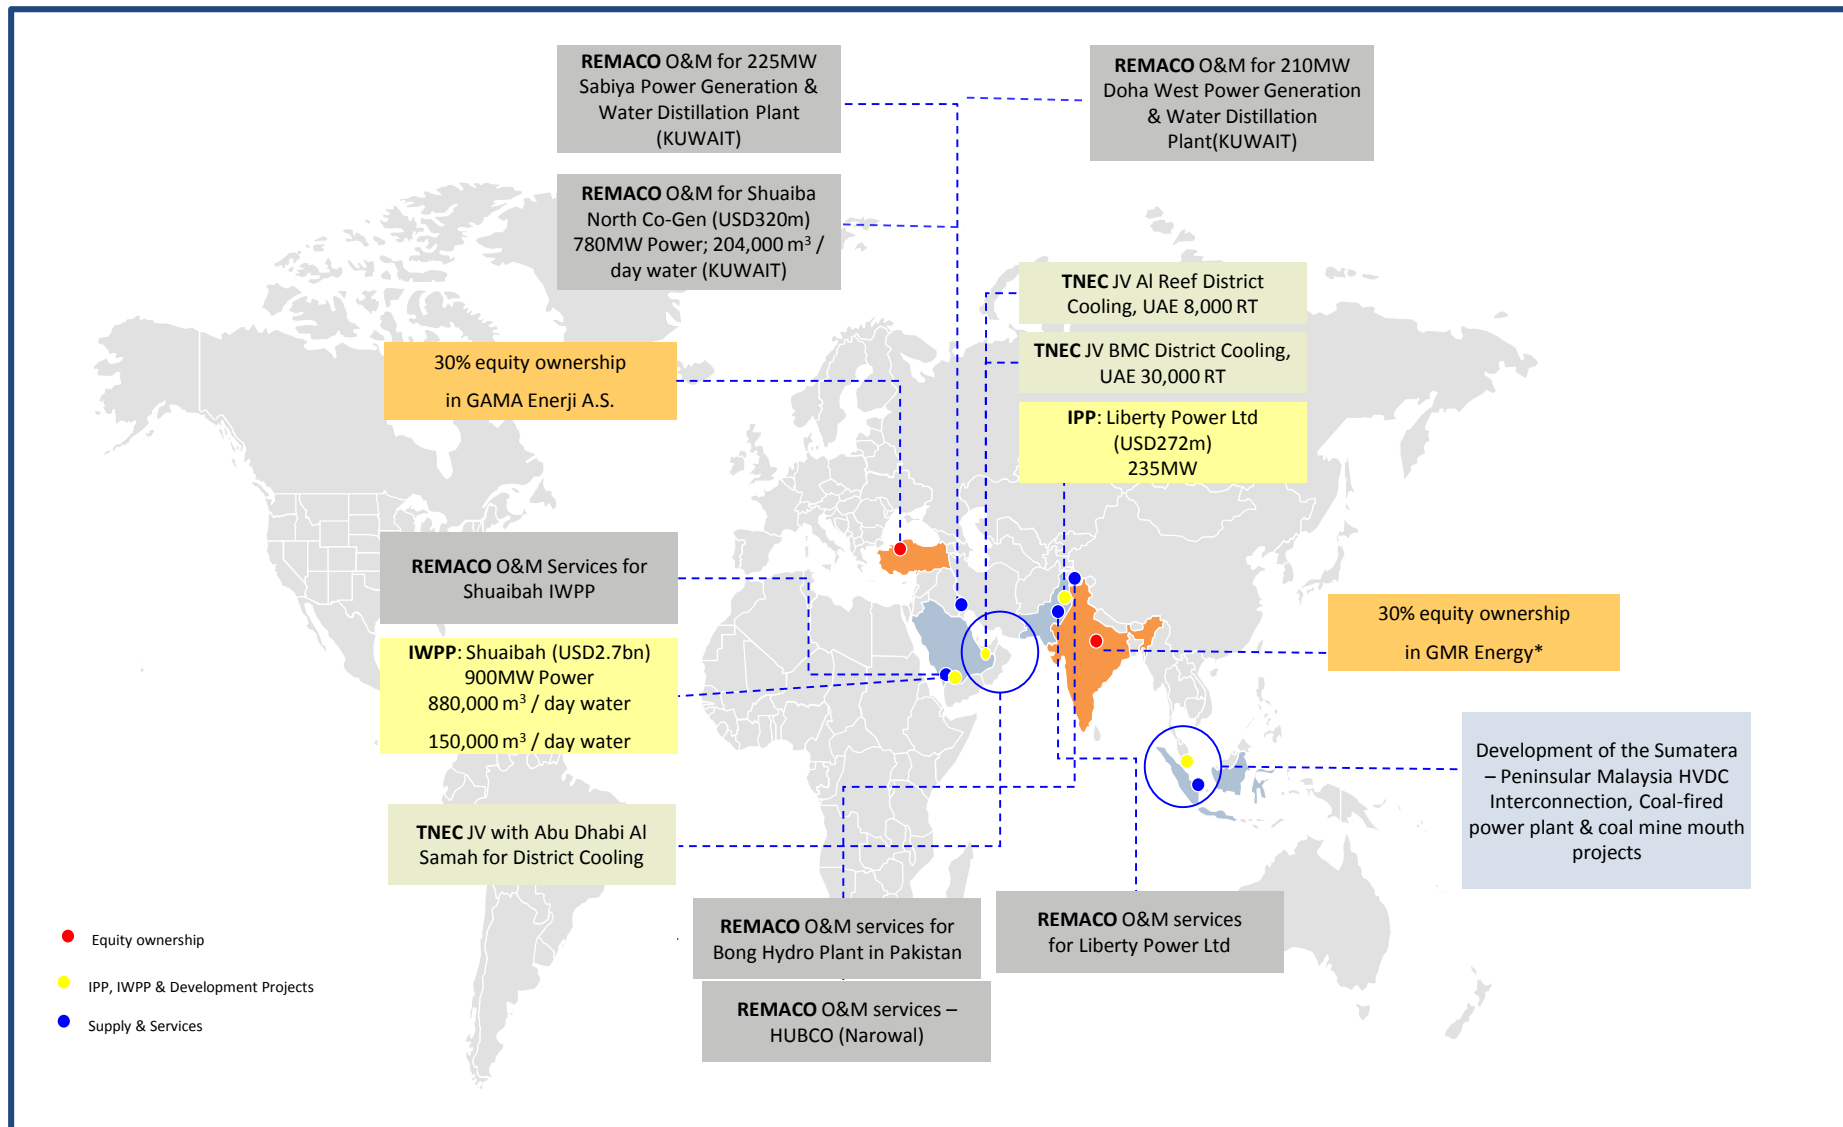 REMACO O&M for 225MW
Sabiya Power Generation &
Water Distillation Plant
(KUWAIT)
REMACO O&M for 210MW
Doha West Power Generation
& Water Distillation
Plant(KUWAIT)
REMACO O&M for Shuaiba
North Co-Gen (USD320m)
780MW Power; 204,000 m³ /
day water (KUWAIT)
TNEC JV Al Reef District
Cooling, UAE 8,000 RT
TNEC JV BMC District Cooling,
UAE 30,000 RT
30% equity ownership
in GAMA Enerji A.S.
IPP: Liberty Power Ltd
(USD272m)
235MW
REMACO O&M Services for
Shuaibah IWPP
30% equity ownership
in GMR Energy*
IWPP: Shuaibah (USD2.7bn)
900MW Power
880,000 m³ / day water
150,000 m³ / day water
Development of the Sumatera
– Peninsular Malaysia HVDC
Interconnection, Coal-fired
power plant & coal mine mouth
projects
TNEC JV with Abu Dhabi Al
Samah for District Cooling
REMACO O&M services for
Bong Hydro Plant in Pakistan
REMACO O&M services
for Liberty Power Ltd
REMACO O&M services –
HUBCO (Narowal)
Equity ownership
IPP, IWPP & Development Projects
Supply & Services